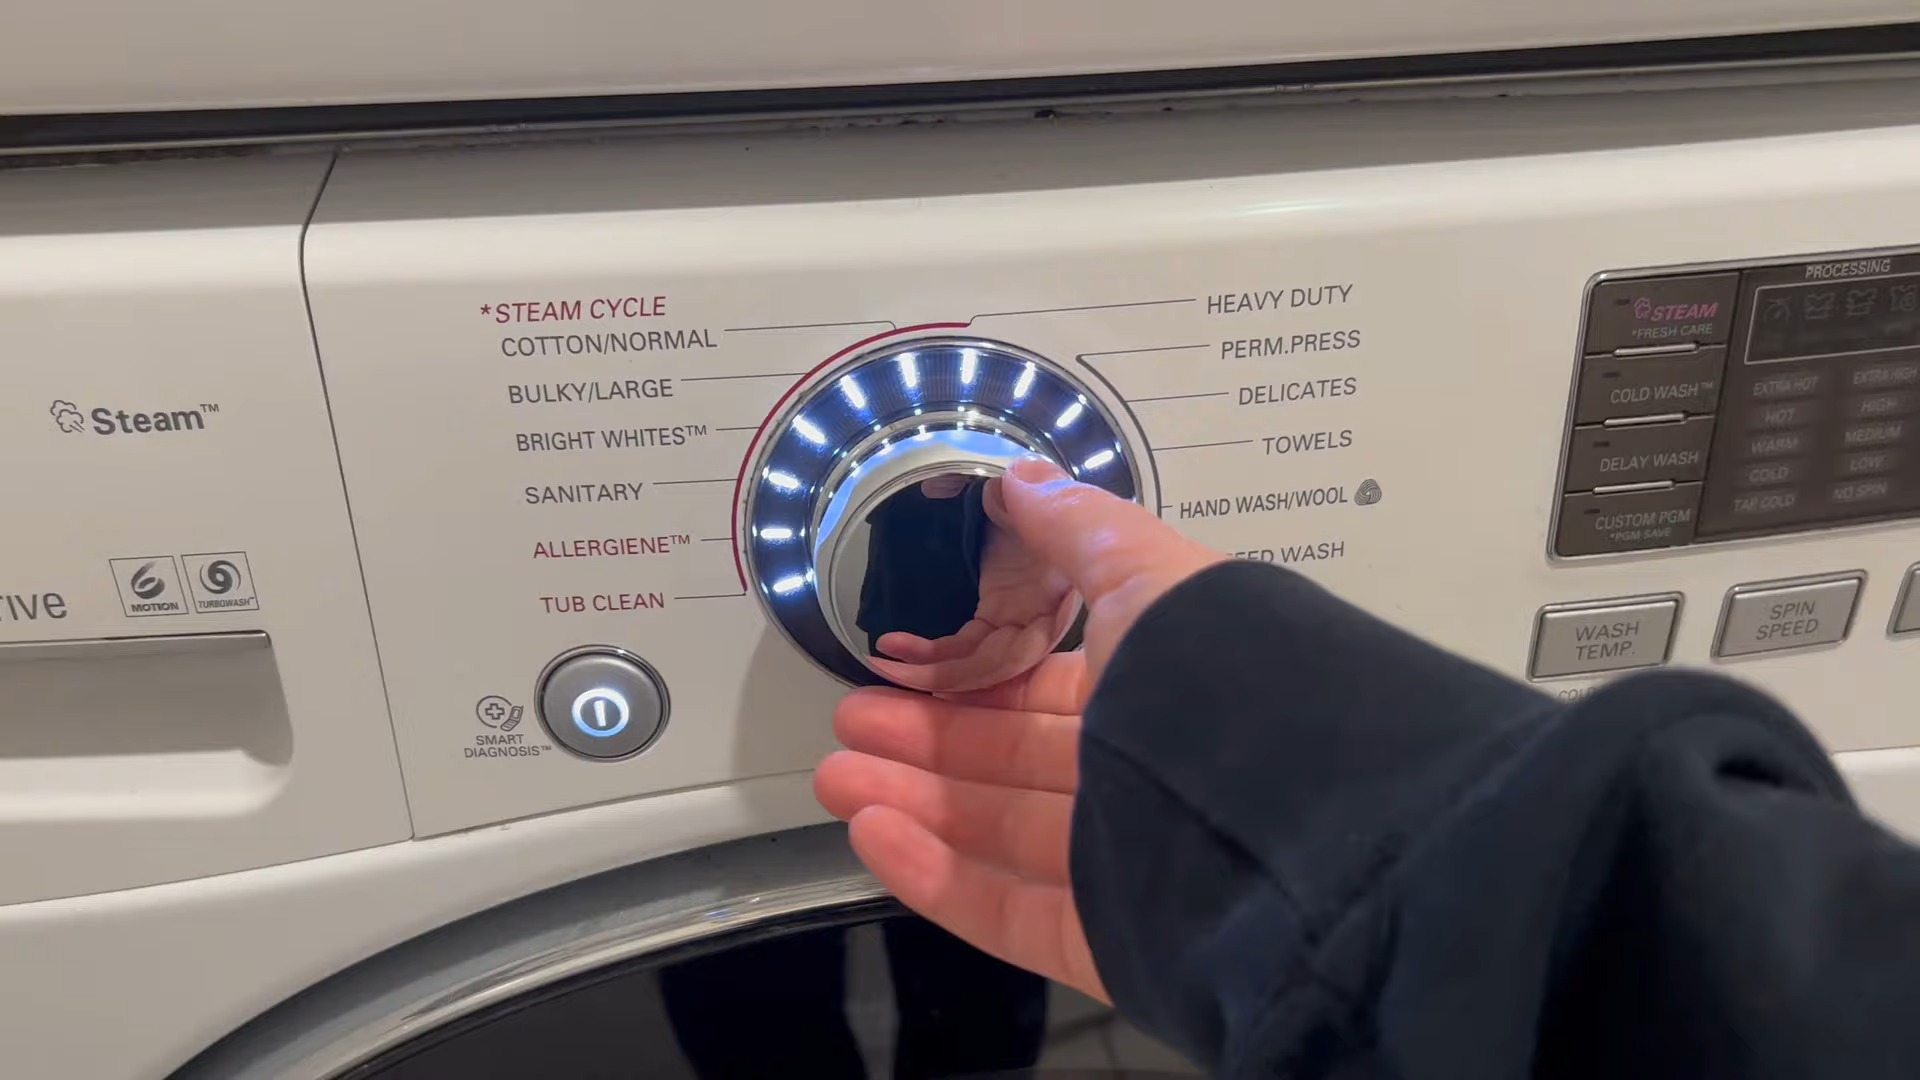 *STEAM CYCLE
COTTON/NORMAL
BULKY/LARGE
BRIGHT WHITES™
SANITARY
ALLERGIENE™
TUB CLEAN
HEAVY DUTY
PERM.PRESS
DELICATES
TOWELS
HAND WASH/WOOL
WASH
Steam™
MOTION
TURBOWASH™
SMART
DIAGNOSIS™
PROCESSING
STEAM
*FRESH CARE
COLD WASH™
DELAY WASH
CUSTOM PGM
*PGM SAVE
EXTRA HOT
HOT
WARM
COLD
TAP COLD
EXTRA HIGH
HIGH
MEDIUM
LOW
NO SPIN
WASH
TEMP.
SPIN
SPEED